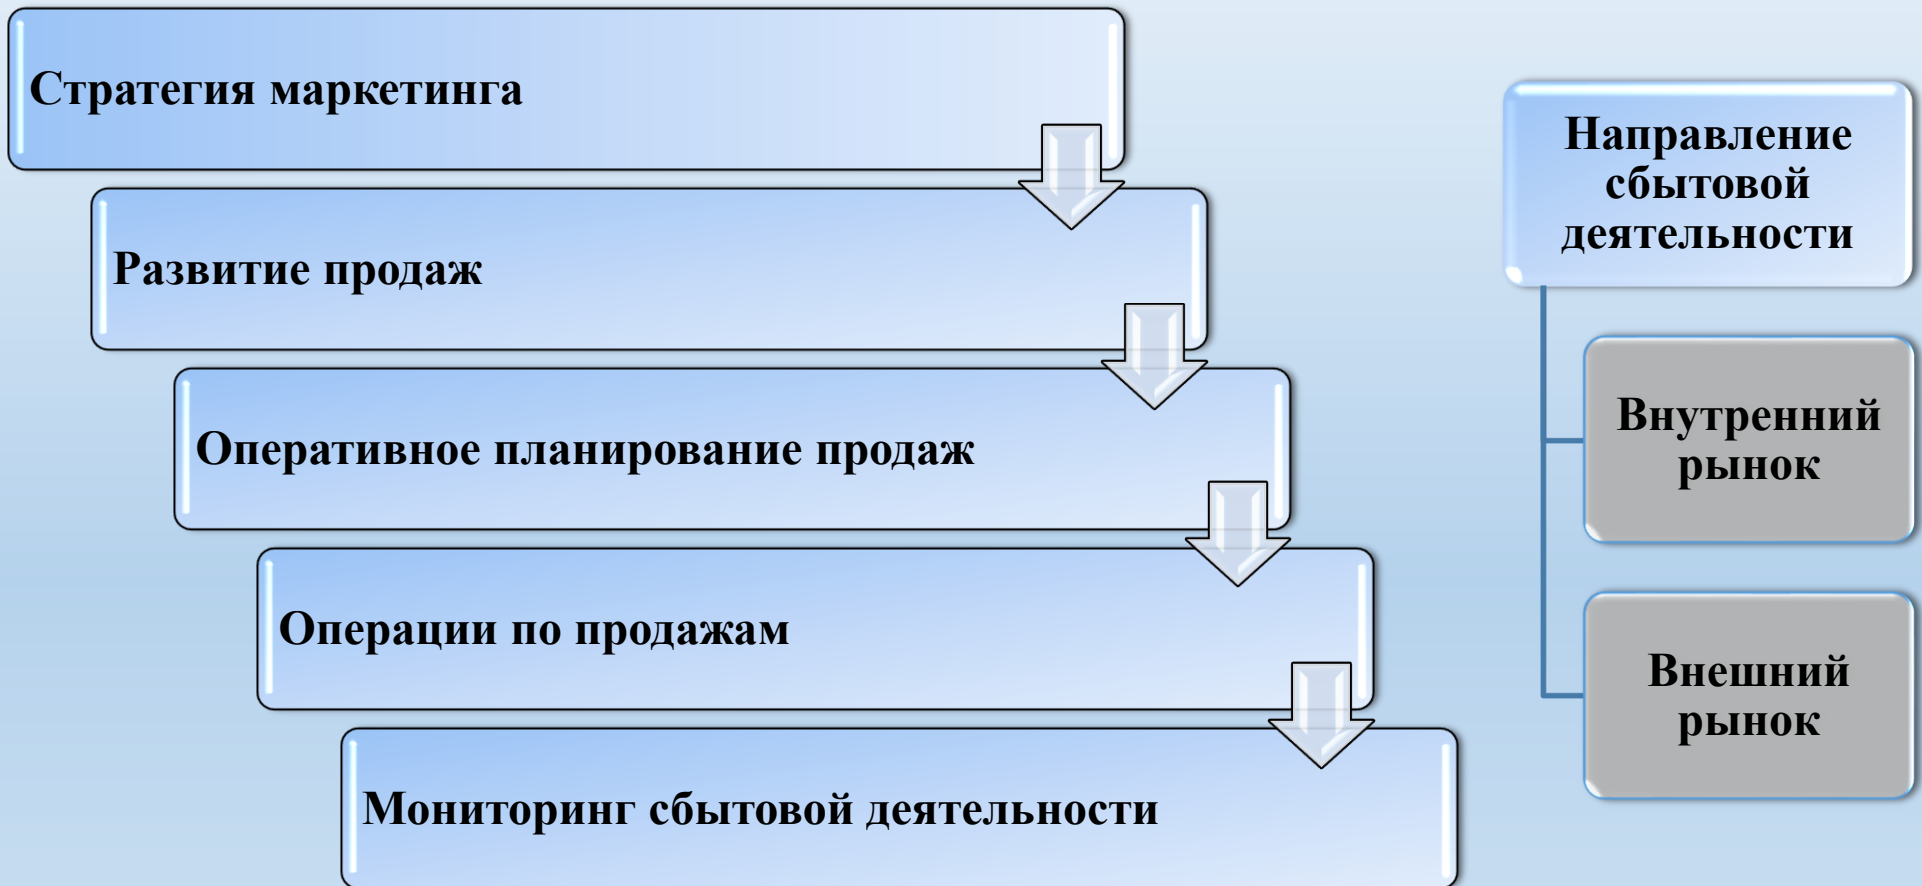 Стратегия маркетинга
Развитие продаж
Оперативное планирование продаж
Операции по продажам
Мониторинг сбытовой деятельности
Направление
сбытовой
деятельности
Внутренний
рынок
Внешний
рынок